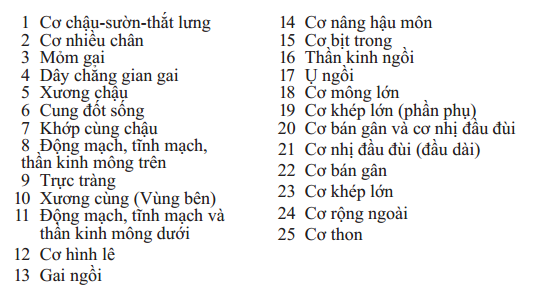 1 Cơ chậu-sườn-thắt lưng
2 Cơ nhiều chân
3 Mỏm gai
4 Dây chằng gian gai
5 Xương chậu
6 Cung đốt sống
7 Khớp cùng chậu
8 Động mạch, tĩnh mạch,
thần kinh mông trên
9 Trực tràng
10 Xương cùng (Vùng bên)
11 Động mạch, tĩnh mạch và
thần kinh mông dưới
12 Cơ hình lê
13 Gai ngồi
14 Cơ nâng hậu môn
15 Cơ bịt trong
16 Thần kinh ngồi
17 Ụ ngồi
18 Cơ mông lớn
19 Cơ khép lớn (phần phụ)
20 Cơ bán gân và cơ nhị đầu đùi
21 Cơ nhị đầu đùi (đầu dài)
22 Cơ bán gân
23 Cơ khép lớn
24 Cơ rộng ngoài
25 Cơ thon